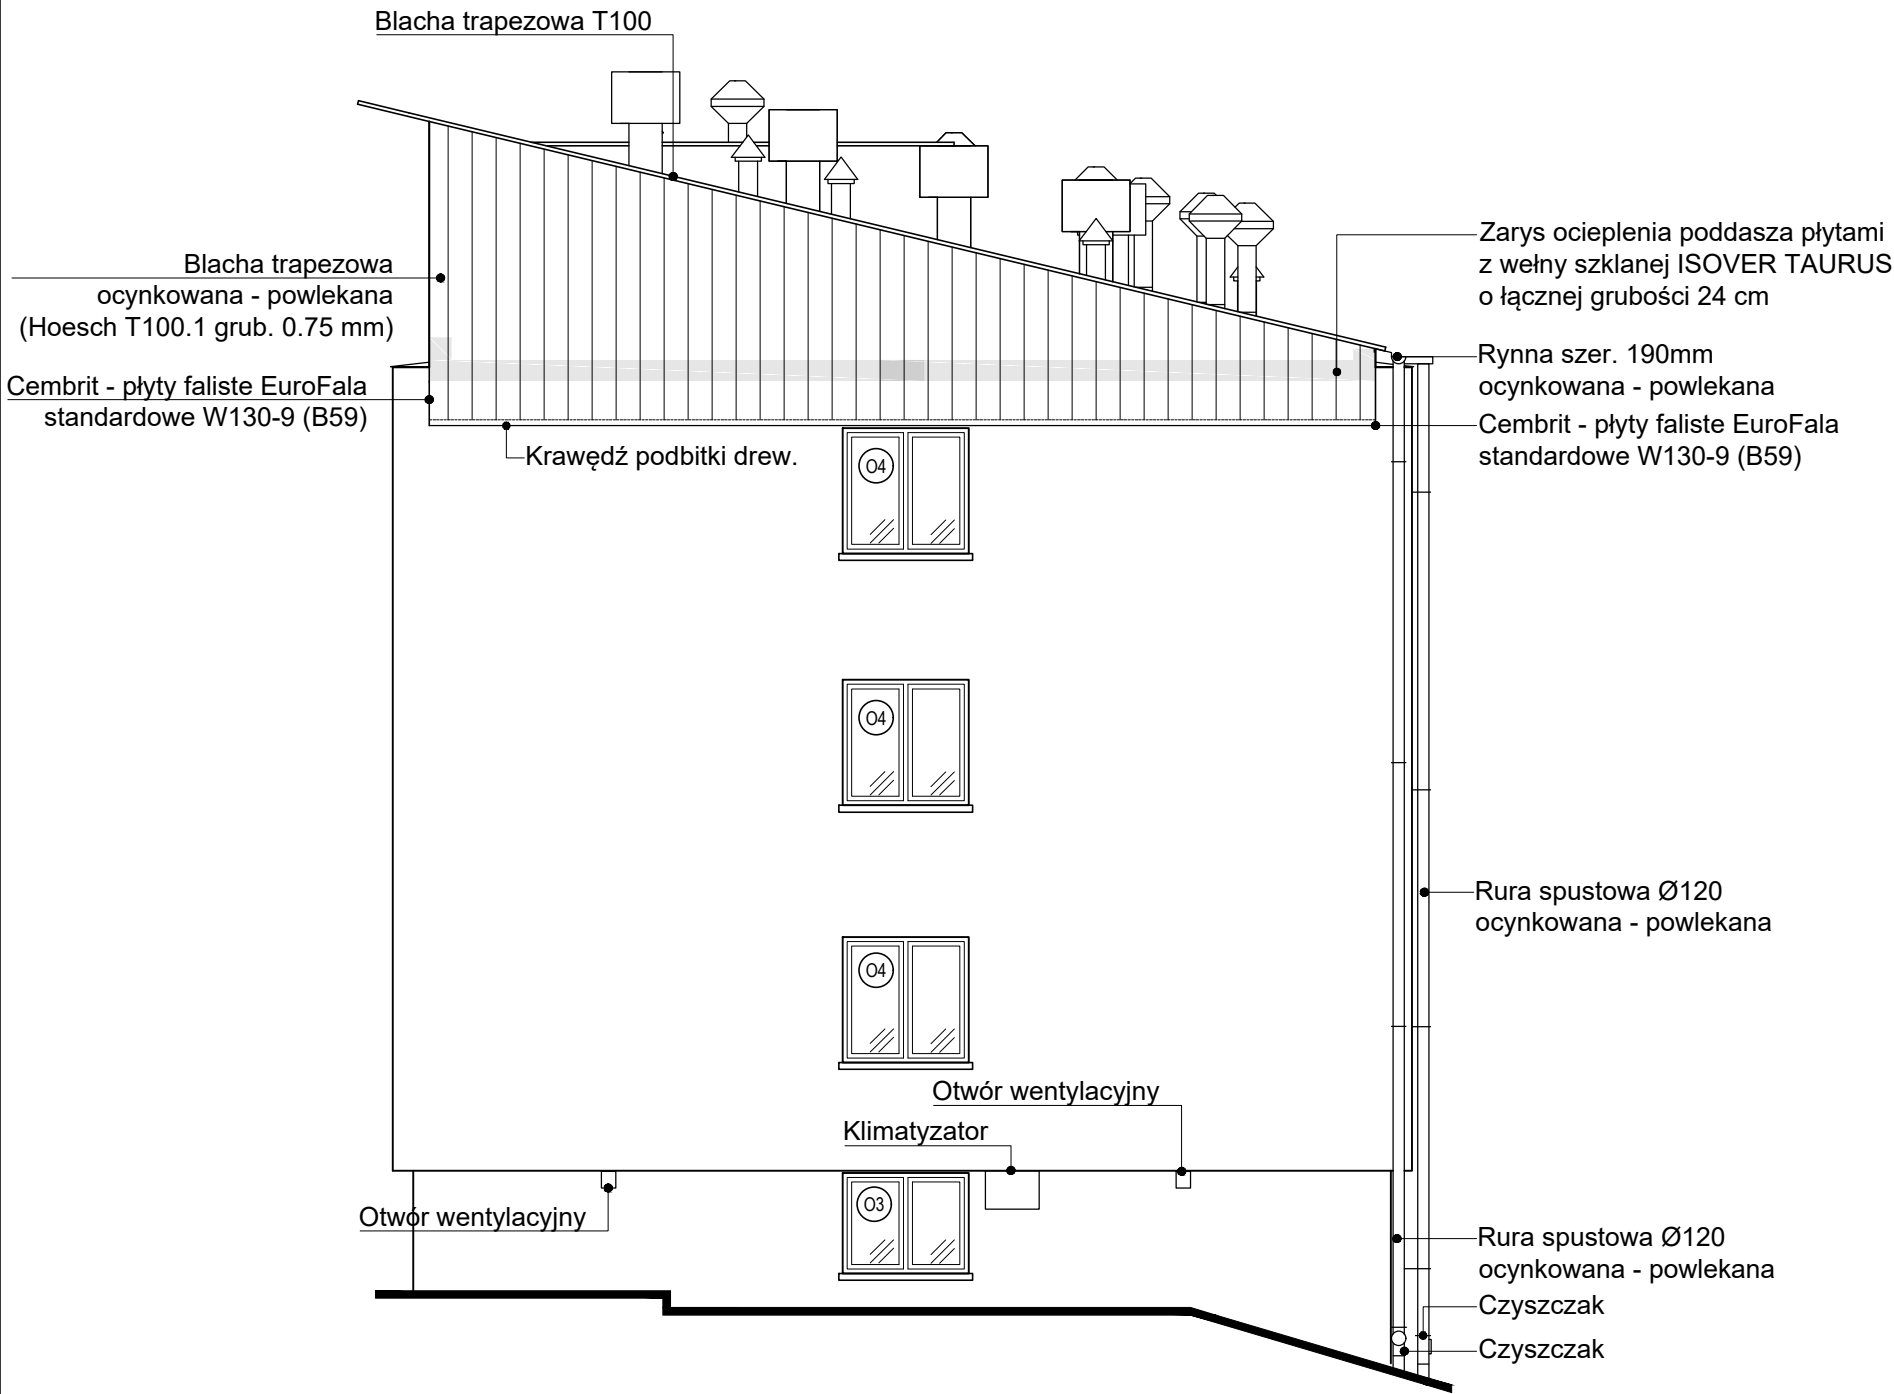 Blacha trapezowa T100
Blacha trapezowa
ocynkowana - powlekana
(Hoesch T100.1 grub. 0.75 mm)
Cembrit - płyty faliste EuroFala
standardowe W130-9 (B59)
Krawędź podbitki drew.
Zarys ocieplenia poddasza płytami
z wełny szklanej ISOVER TAURUS
o łącznej grubości 24 cm
Rynna szer. 190mm
ocynkowana - powlekana
Cembrit - płyty faliste EuroFala
standardowe W130-9 (B59)
O4
O4
Rura spustowa Ø120
ocynkowana - powlekana
O4
Otwór wentylacyjny
Klimatyzator
O3
Otwór wentylacyjny
Rura spustowa Ø120
ocynkowana - powlekana
Czyszczak
Czyszczak